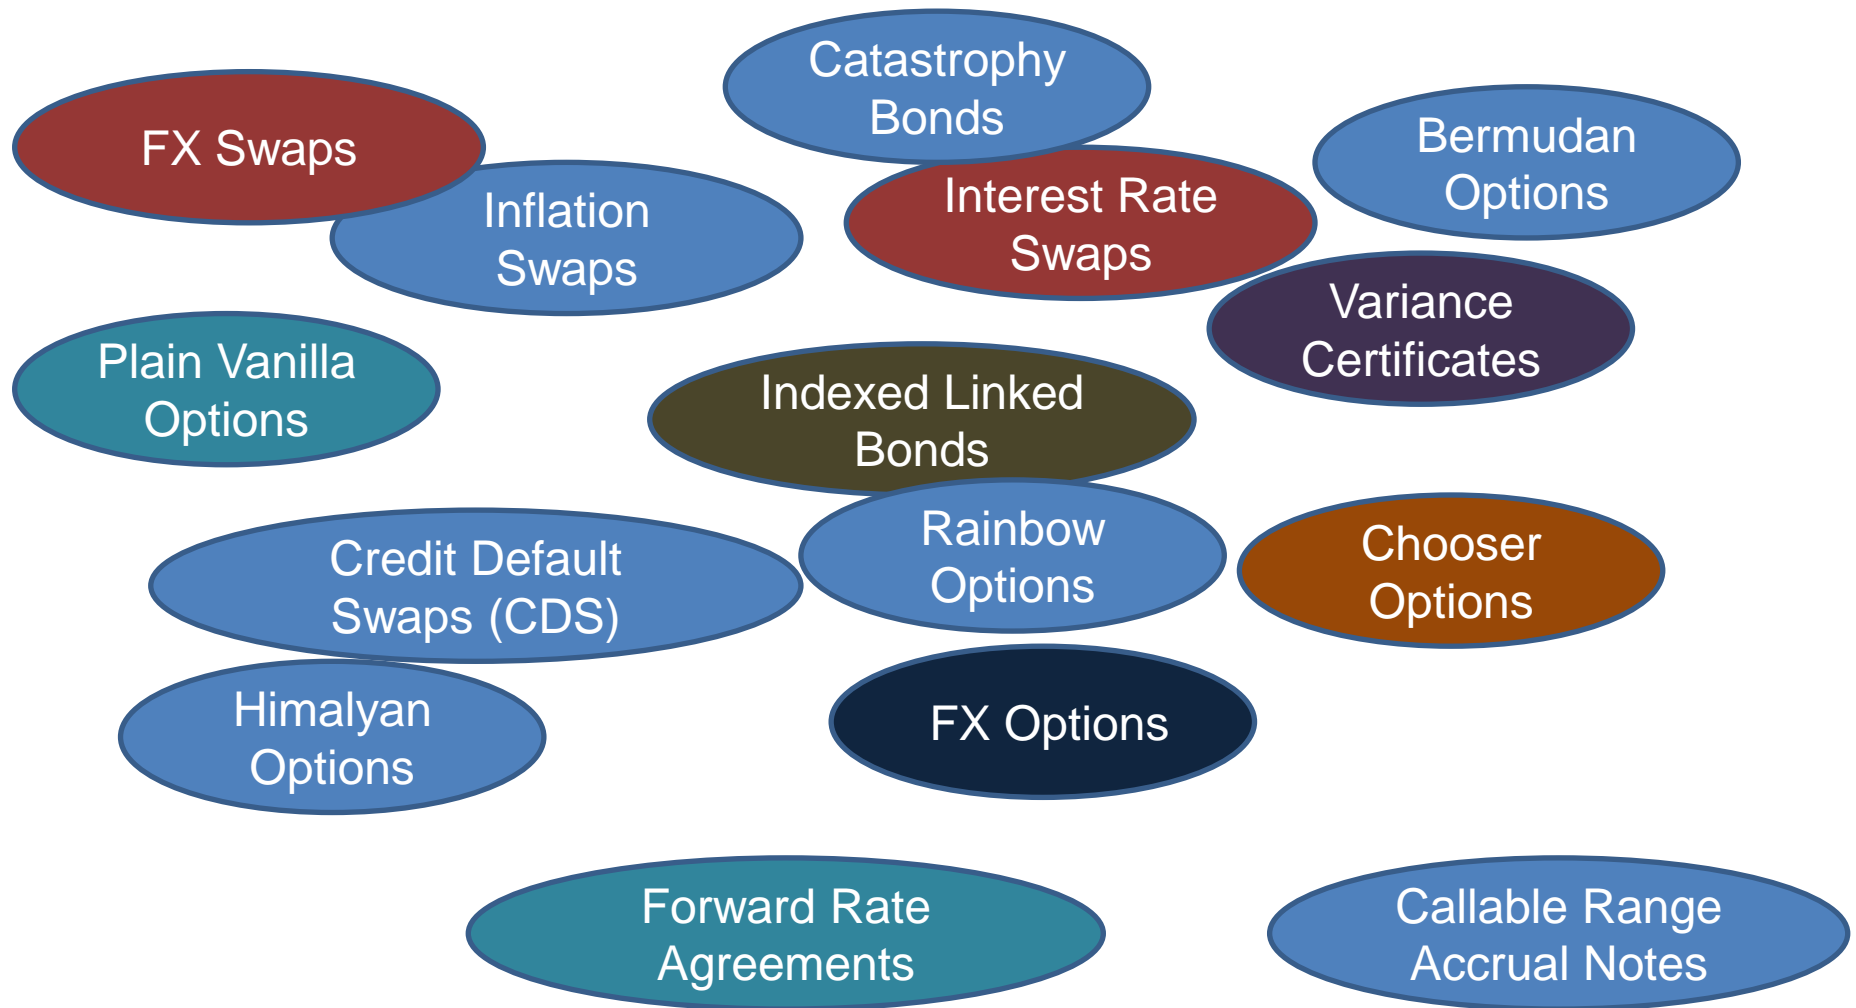 Catastrophy
Bonds
FX Swaps
Bermudan
Options
Inflation
Swaps
Interest Rate
Swaps
Variance
Certificates
Plain Vanilla
Options
Indexed Linked
Bonds
Credit Default
Swaps (CDS)
Rainbow
Options
Chooser
Options
Himalyan
Options
FX Options
Forward Rate
Agreements
Callable Range
Accrual Notes